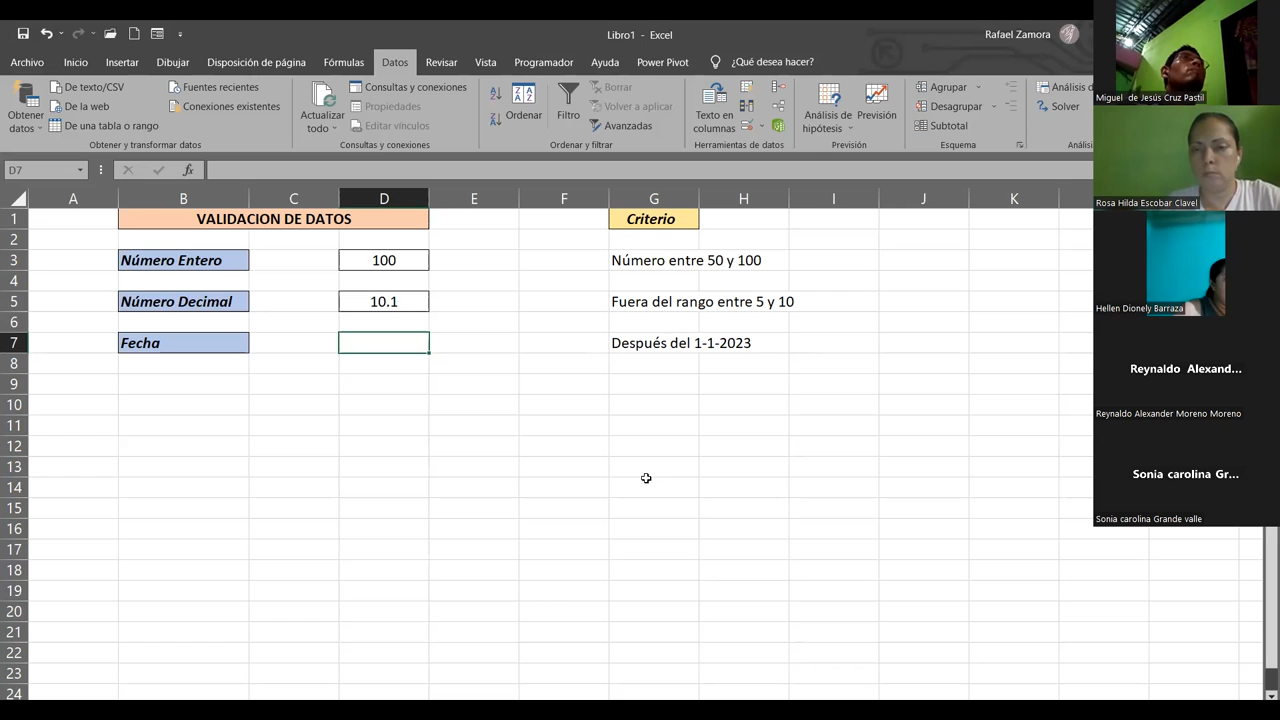 Libro1 - Excel
Rafael Zamora
Archivo Inicio Insertar Dibujar Disposición de página Fórmulas Datos Revisar Vista Programador Ayuda Power Pivot ¿Qué desea hacer?
Obtener datos
De texto/CSV
De la web
De una tabla o rango
Fuentes recientes
Conexiones existentes
Obtener y transformar datos
Actualizar todo
Consultas y conexiones
Propiedades
Editar vínculos
Consultas y conexiones
Ordenar
Filtro
Borrar
Volver a aplicar
Avanzadas
Ordenar y filtrar
Texto en columnas
Herramientas de datos
Análisis de hipótesis
Previsión
Previsión
Agrupar
Desagrupar
Subtotal
Esquema
Análisis d
Solver
Anális
D7
fx
A B C D E F G H I J K
1 VALIDACION DE DATOS Criterio
2
3 Número Entero 100 Número entre 50 y 100
4
5 Número Decimal 10.1 Fuera del rango entre 5 y 10
6
7 Fecha Después del 1-1-2023
8
9
10
11
12
13
14
15
16
17
18
19
20
21
22
23
24
Miguel de Jesús Cruz Pastil
Rosa Hilda Escobar Clavel
Hellen Dionely Barraza
Reynaldo Alexand...
Reynaldo Alexander Moreno Moreno
Sonia carolina Gr...
Sonia carolina Grande valle